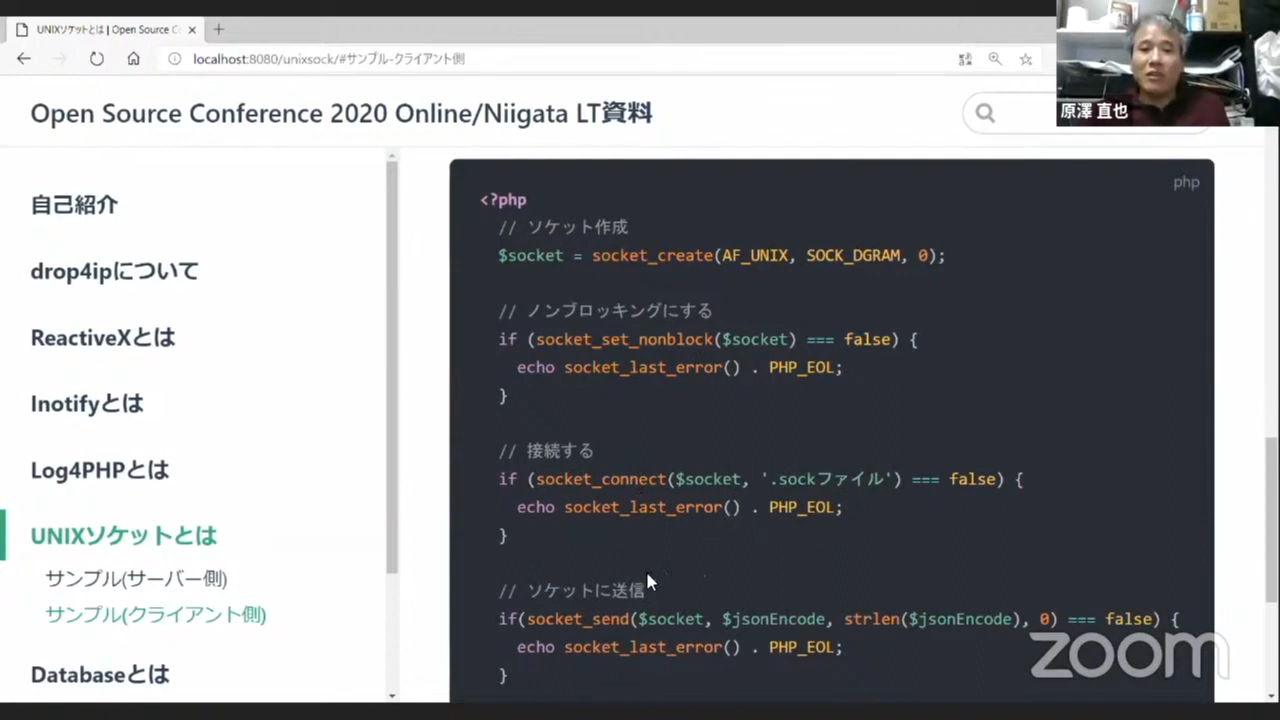 UNIXソケットとは | Open Source C
localhost:8080/unixsock/#サンプル-クライアント側
原澤 直也
Open Source Conference 2020 Online/Niigata LT資料
自己紹介
drop4ipについて
ReactiveXとは
Inotifyとは
Log4PHPとは
UNIXソケットとは
サンプル(サーバー側)
サンプル(クライアント側)
Databaseとは
php
<?php
// ソケット作成
$socket = socket_create(AF_UNIX, SOCK_DGRAM, 0);
// ノンブロッキングにする
if (socket_set_nonblock($socket) === false) {
echo socket_last_error() . PHP_EOL;
}
// 接続する
if (socket_connect($socket, '.sockファイル') === false) {
echo socket_last_error() . PHP_EOL;
}
// ソケットに送信
if(socket_send($socket, $jsonEncode, strlen($jsonEncode), 0) === false) {
echo socket_last_error() . PHP_EOL;
}
zoom